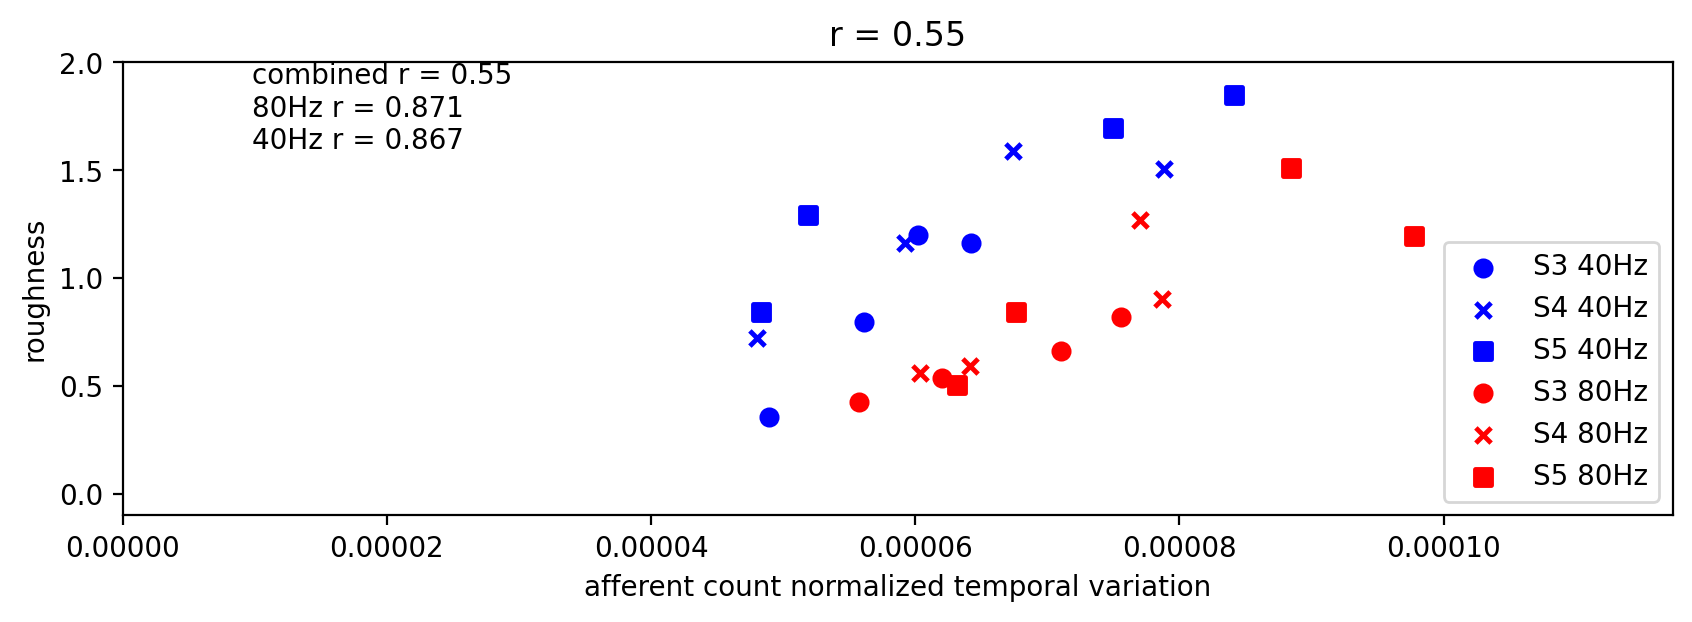 r = 0.55
combined r = 0.55
80Hz r = 0.871
40Hz r = 0.867
2.0
1.5
1.0
0.5
0.0
roughness
S3 40Hz
S4 40Hz
S5 40Hz
S3 80Hz
S4 80Hz
S5 80Hz
0.00000 0.00002 0.00004 0.00006 0.00008 0.00010
afferent count normalized temporal variation